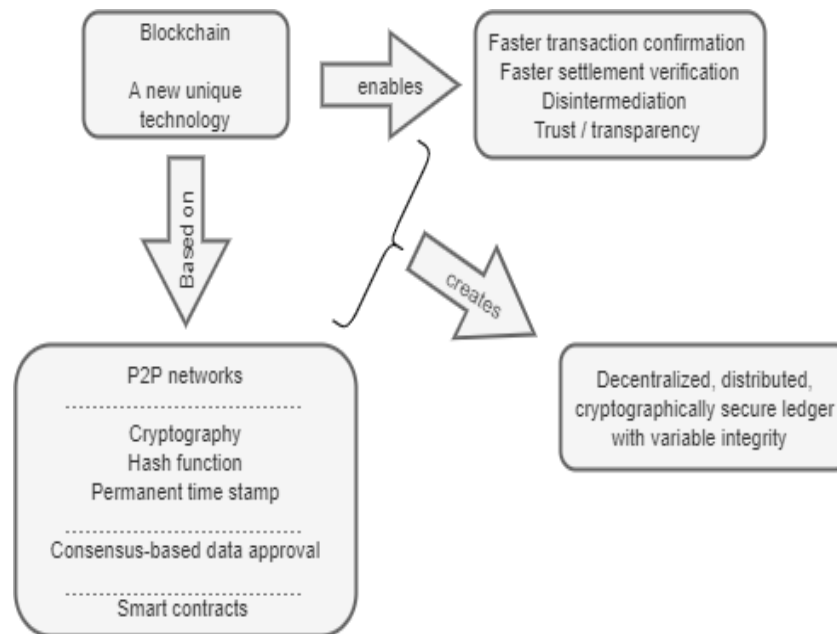 Blockchain
A new unique
technology
enables
Faster transaction confirmation
Faster settlement verification
Disintermediation
Trust / transparency
Based on
creates
P2P networks
Cryptography
Hash function
Permanent time stamp
Consensus-based data approval
Smart contracts
Decentralized, distributed,
cryptographically secure ledger
with variable integrity